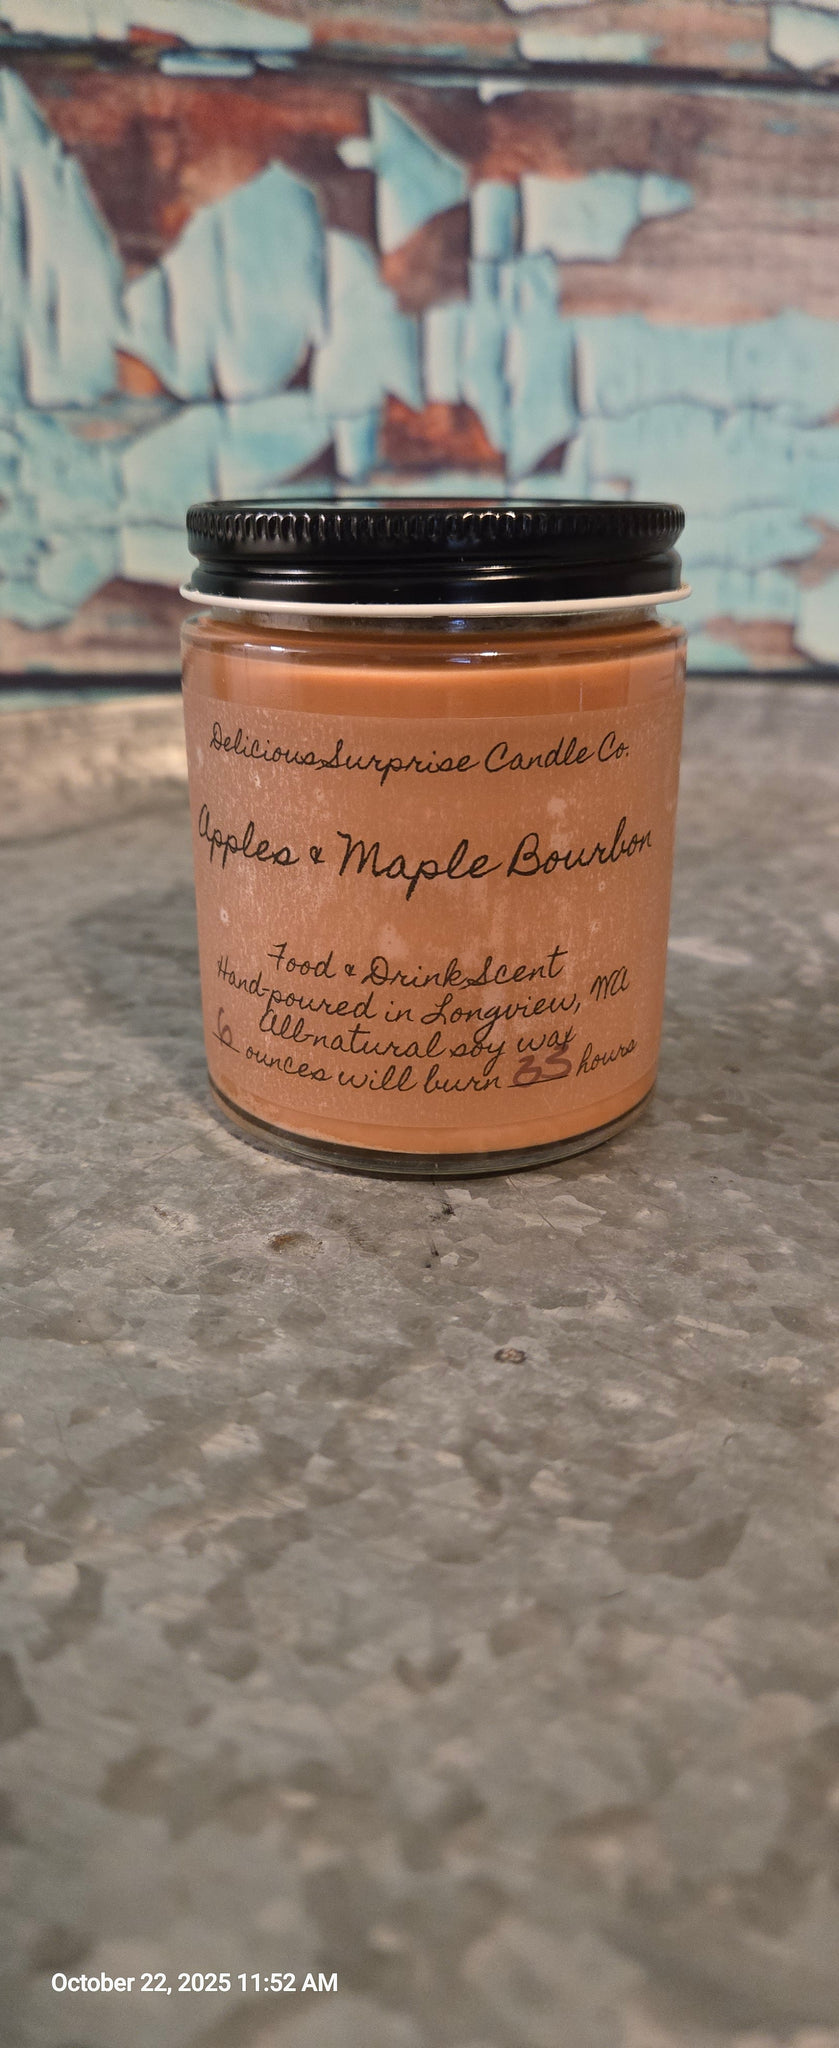 Delicious Surprise Candle Co.
Apples & Maple Bourbon
Food & Drink Scent
Hand-poured in Longview, WA
All-natural soy wax
6 ounces will burn 33 hours
October 22, 2025 11:52 AM